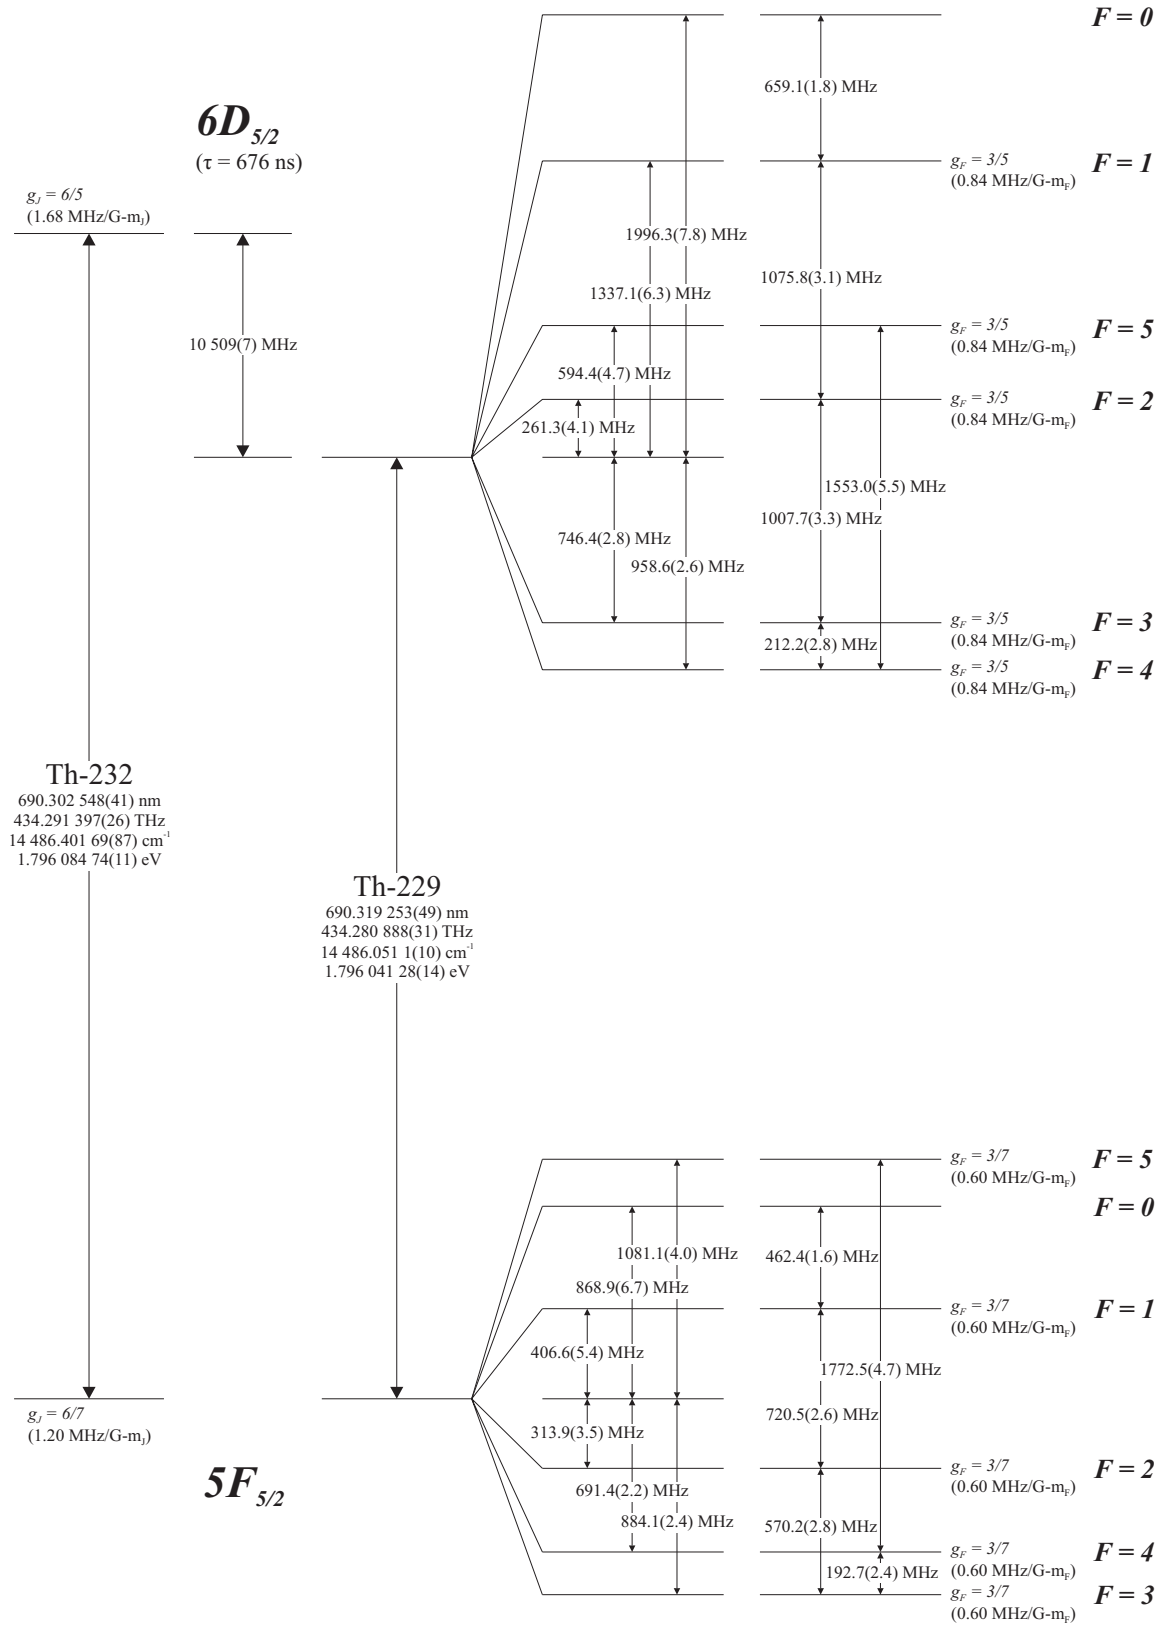 F = 0
659.1(1.8) MHz
6D5/2
(τ = 676 ns)
gF = 3/5
(0.84 MHz/G-mF)
F = 1
gJ = 6/5
(1.68 MHz/G-mJ)
1996.3(7.8) MHz
1337.1(6.3) MHz
1075.8(3.1) MHz
10 509(7) MHz
gF = 3/5
(0.84 MHz/G-mF)
F = 5
594.4(4.7) MHz
261.3(4.1) MHz
gF = 3/5
(0.84 MHz/G-mF)
F = 2
1553.0(5.5) MHz
746.4(2.8) MHz
1007.7(3.3) MHz
958.6(2.6) MHz
gF = 3/5
(0.84 MHz/G-mF)
F = 3
212.2(2.8) MHz
gF = 3/5
(0.84 MHz/G-mF)
F = 4
Th-232
690.302 548(41) nm
434.291 397(26) THz
14 486.401 69(87) cm-1
1.796 084 74(11) eV
Th-229
690.319 253(49) nm
434.280 888(31) THz
14 486.051 1(10) cm-1
1.796 041 28(14) eV
gF = 3/7
(0.60 MHz/G-mF)
F = 5
F = 0
1081.1(4.0) MHz
462.4(1.6) MHz
868.9(6.7) MHz
gF = 3/7
(0.60 MHz/G-mF)
F = 1
406.6(5.4) MHz
1772.5(4.7) MHz
gJ = 6/7
(1.20 MHz/G-mJ)
313.9(3.5) MHz
720.5(2.6) MHz
5F5/2
gF = 3/7
(0.60 MHz/G-mF)
F = 2
691.4(2.2) MHz
884.1(2.4) MHz
570.2(2.8) MHz
gF = 3/7
(0.60 MHz/G-mF)
F = 4
192.7(2.4) MHz
gF = 3/7
(0.60 MHz/G-mF)
F = 3